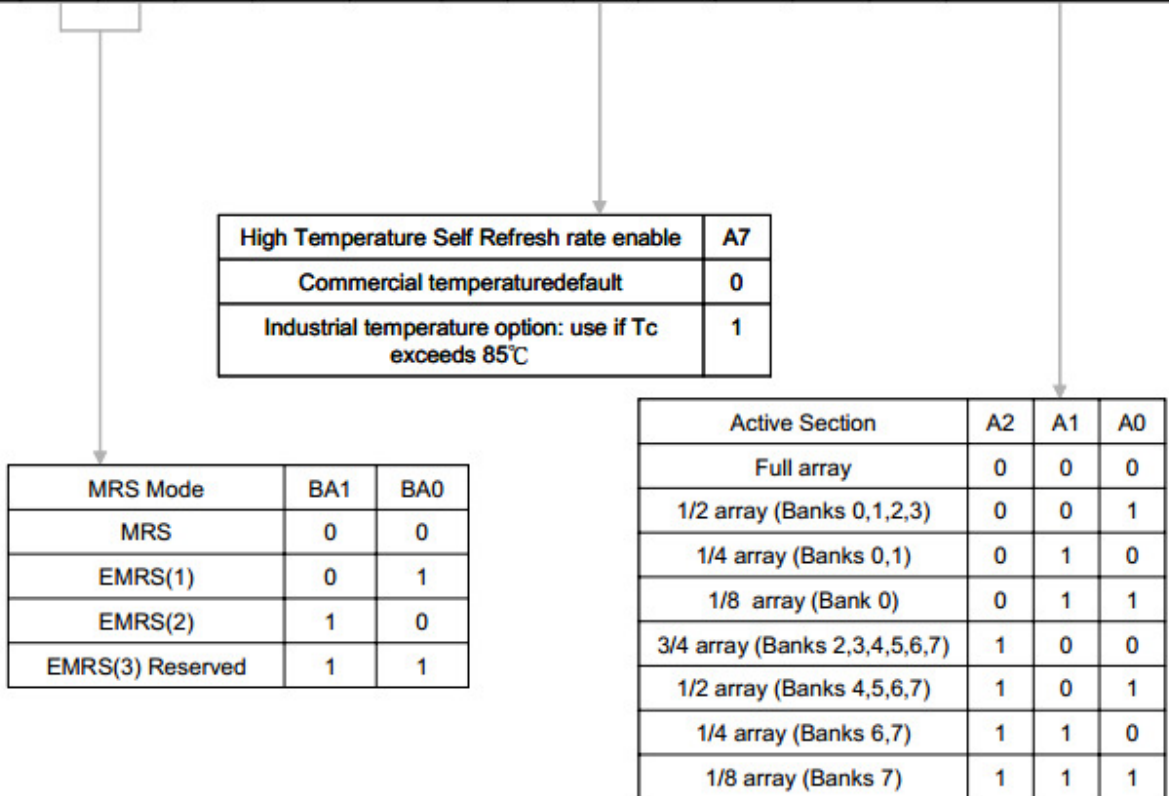 High Temperature Self Refresh rate enable A7
Commercial temperaturedefault 0
Industrial temperature option: use if Tc 1
exceeds 85℃
MRS Mode BA1 BA0
MRS 0 0
EMRS(1) 0 1
EMRS(2) 1 0
EMRS(3) Reserved 1 1
Active Section A2 A1 A0
Full array 0 0 0
1/2 array (Banks 0,1,2,3) 0 0 1
1/4 array (Banks 0,1) 0 1 0
1/8 array (Bank 0) 0 1 1
3/4 array (Banks 2,3,4,5,6,7) 1 0 0
1/2 array (Banks 4,5,6,7) 1 0 1
1/4 array (Banks 6,7) 1 1 0
1/8 array (Banks 7) 1 1 1